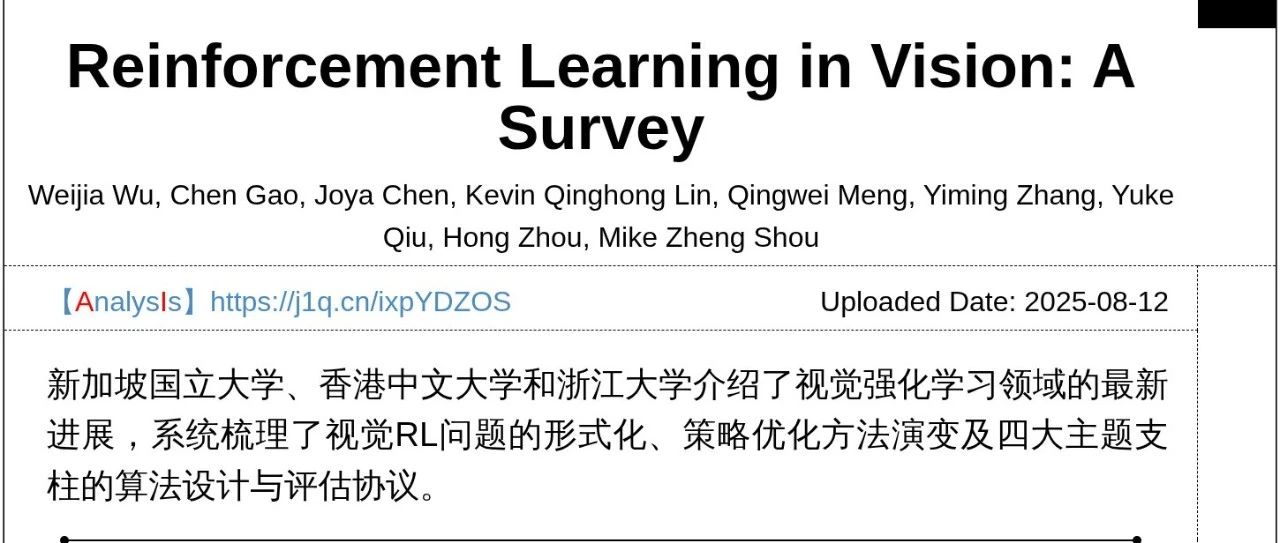 Reinforcement Learning in Vision: A
Survey
Weijia Wu, Chen Gao, Joya Chen, Kevin Qinghong Lin, Qingwei Meng, Yiming Zhang, Yuke
Qiu, Hong Zhou, Mike Zheng Shou
【AnalysIs】https://j1q.cn/ixpYDZOS
Uploaded Date: 2025-08-12
新加坡国立大学、香港中文大学和浙江大学介绍了视觉强化学习领域的最新
进展，系统梳理了视觉RL问题的形式化、策略优化方法演变及四大主题支
柱的算法设计与评估协议。